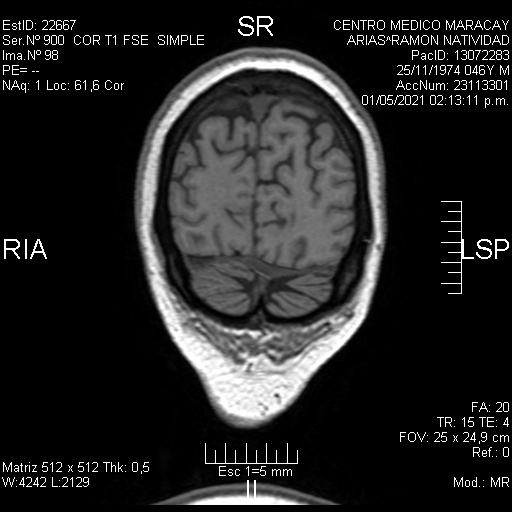 EstID: 22667
Ser.Nº 900 COR T1 FSE SIMPLE
Ima.Nº 98
PE= --
NAq: 1 Loc: 61,6 Cor
SR
CENTRO MEDICO MARACAY
ARIAS^RAMON NATIVIDAD
PacID: 13072283
25/11/1974 046Y M
AccNum: 23113301
01/05/2021 02:13:11 p.m.
RIA
LSP
FA: 20
TR: 15 TE: 4
FOV: 25 x 24,9 cm
Ref.: 0
Mod.: MR
Matriz 512 x 512 Thk: 0,5
W:4242 L:2129
Esc 1=5 mm